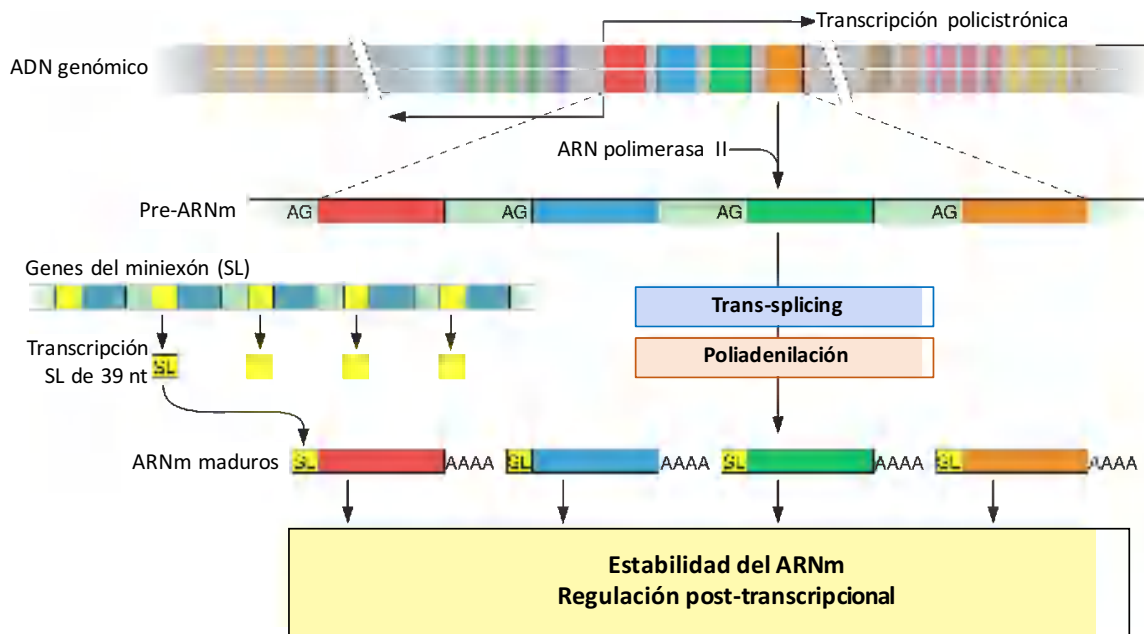 Transcripción policistrónica
ADN genómico
ARN polimerasa II
Pre-ARNm
AG
AG
AG
AG
Genes del miniexón (SL)
Trans-splicing
Poliadenilación
Transcripción
SL de 39 nt
SL
ARNm maduros
SL
AAAA
SL
AAAA
SL
AAAA
SL
AAAA
Estabilidad del ARNm
Regulación post-transcripcional